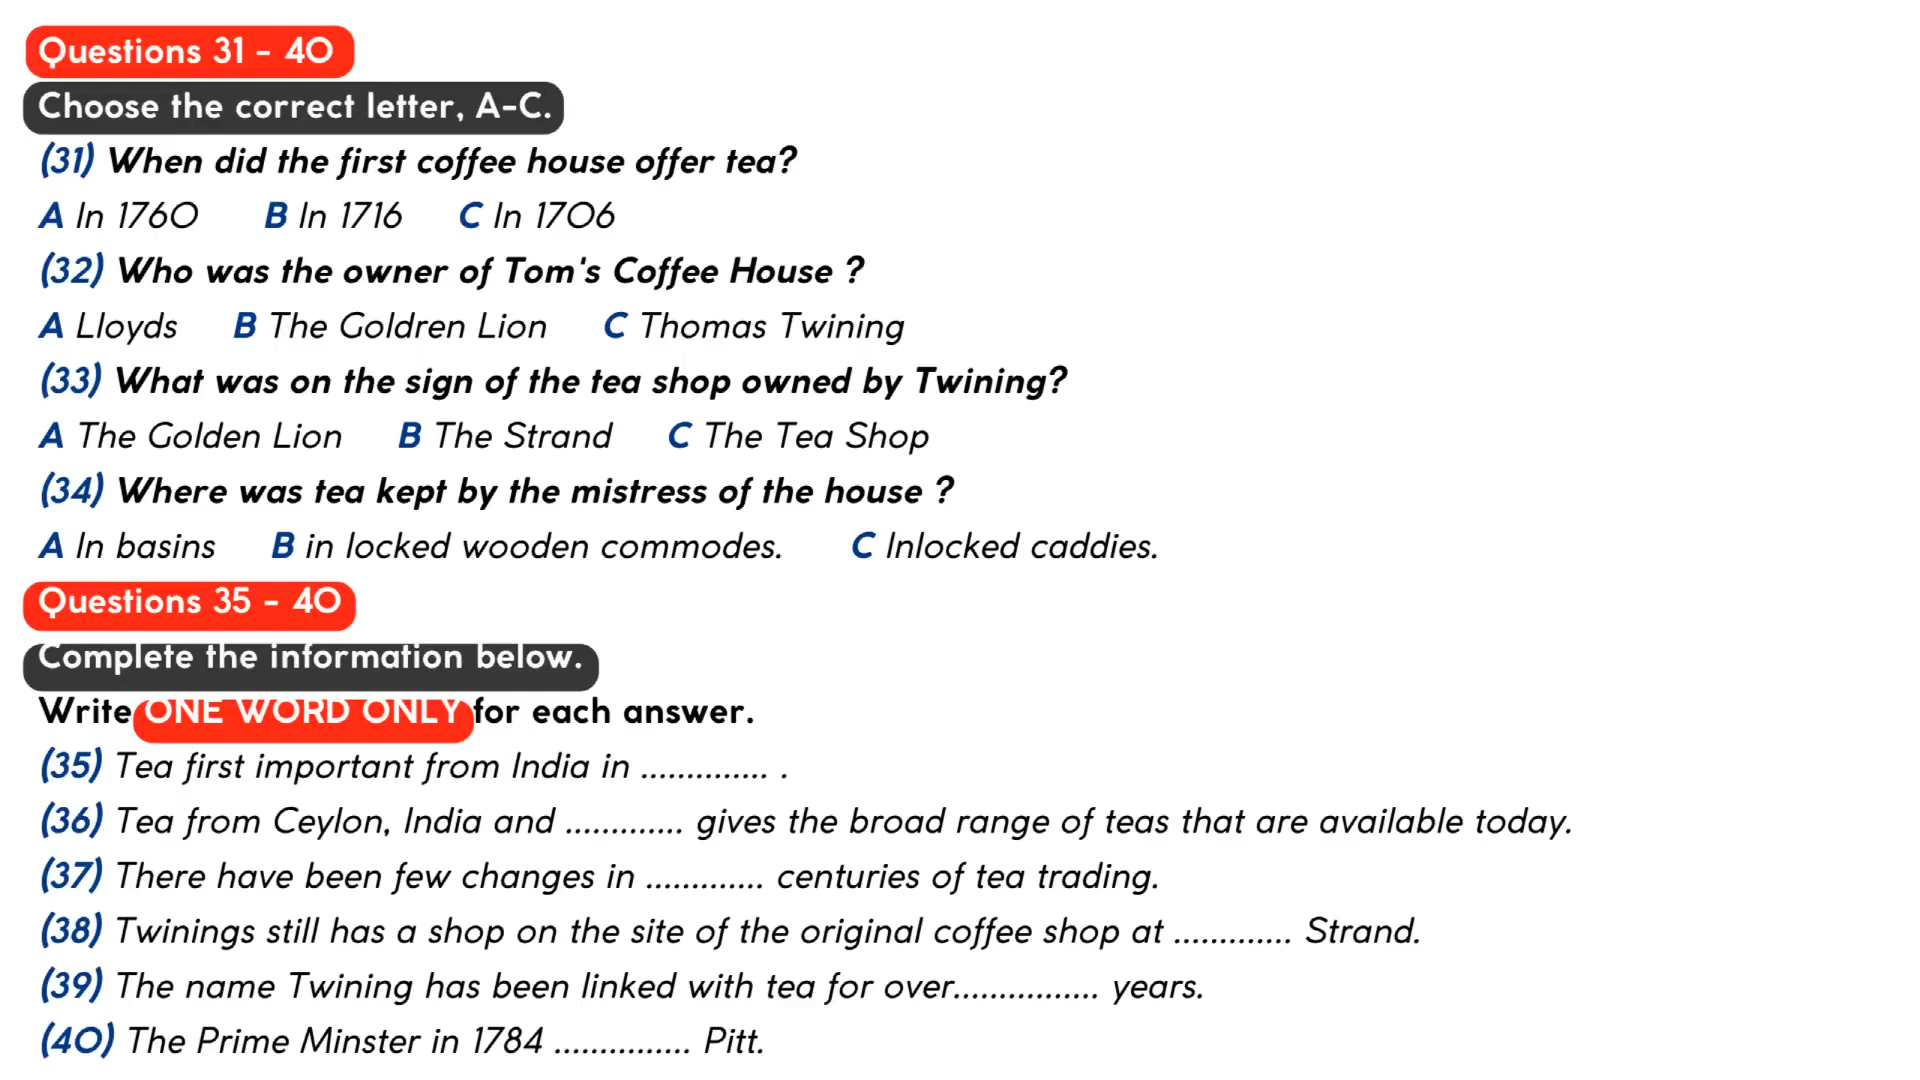 Questions 31 - 40
Choose the correct letter, A-C.
(31) When did the first coffee house offer tea?
A In 1760 B In 1716 C In 1706
(32) Who was the owner of Tom's Coffee House ?
A Lloyds B The Goldren Lion C Thomas Twining
(33) What was on the sign of the tea shop owned by Twining?
A The Golden Lion B The Strand C The Tea Shop
(34) Where was tea kept by the mistress of the house ?
A In basins B in locked wooden commodes. C Inlocked caddies.
Questions 35 - 40
Complete the information below.
Write ONE WORD ONLY for each answer.
(35) Tea first important from India in .............. .
(36) Tea from Ceylon, India and ............. gives the broad range of teas that are available today.
(37) There have been few changes in ............. centuries of tea trading.
(38) Twinings still has a shop on the site of the original coffee shop at ............. Strand.
(39) The name Twining has been linked with tea for over................ years.
(40) The Prime Minster in 1784 ............... Pitt.